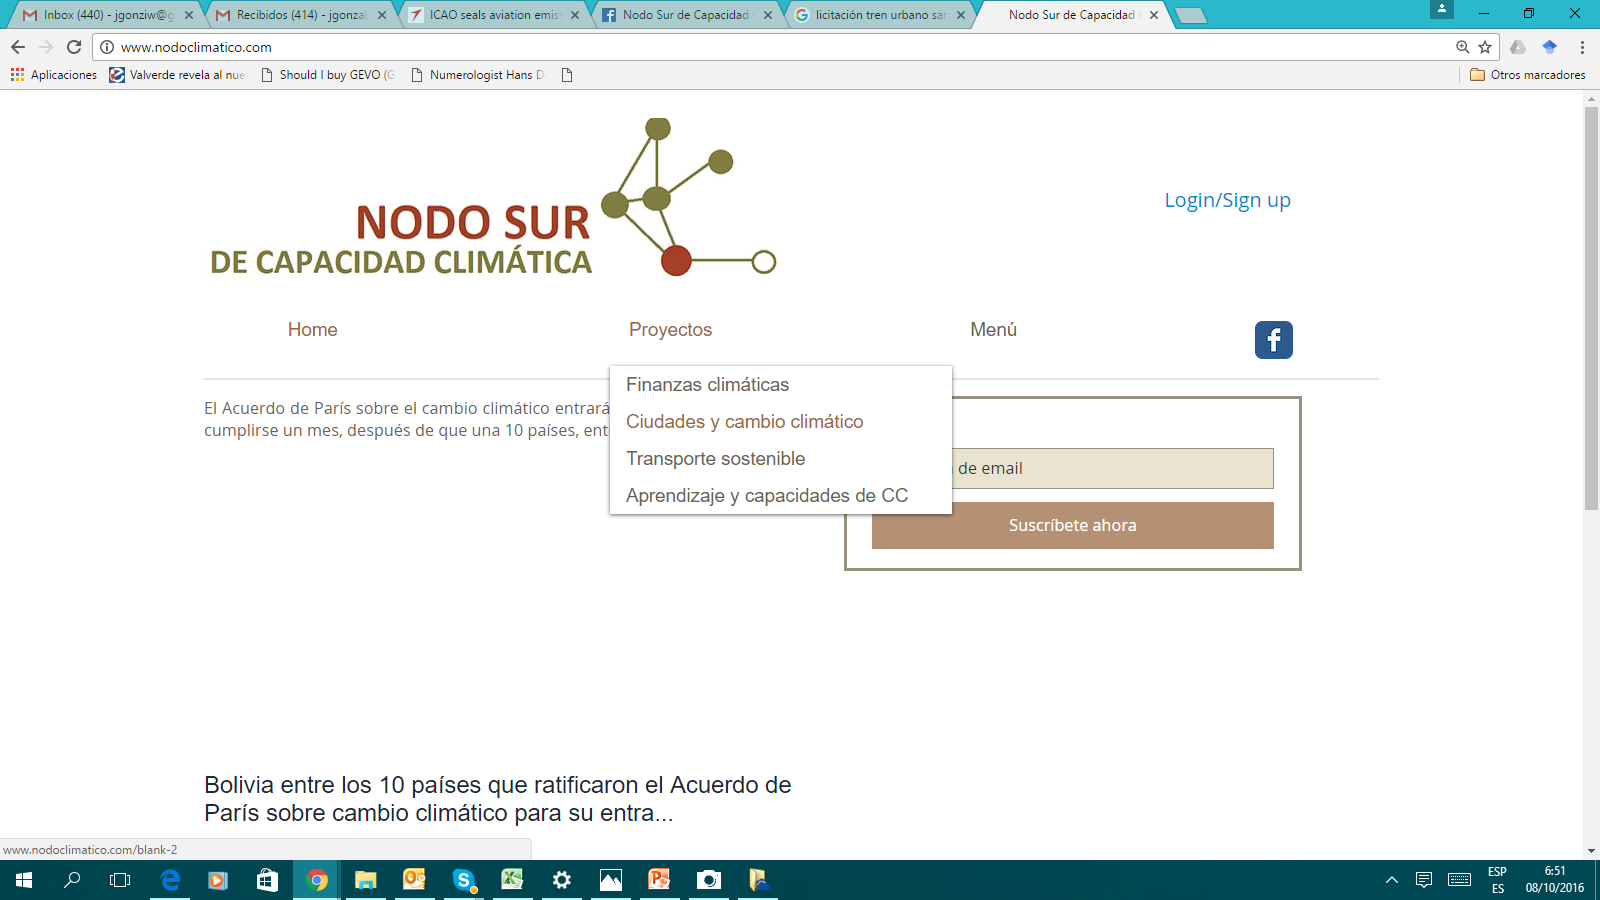 Inbox (440) - jgonziw@g
Recibidos (414) - jgonzal
ICAO seals aviation emis
Nodo Sur de Capacidad
licitación tren urbano san
Nodo Sur de Capacidad
www.nodoclimatico.com
Aplicaciones
Valverde revela al nue
Should I buy GEVO (G
Numerologist Hans D
Otros marcadores
NODO SUR
DE CAPACIDAD CLIMÁTICA
Login/Sign up
Home
Proyectos
Menú
f
Finanzas climáticas
Ciudades y cambio climático
Transporte sostenible
Aprendizaje y capacidades de CC
El Acuerdo de París sobre el cambio climático entrará
cumplirse un mes, después de que una 10 países, ent
de email
Suscríbete ahora
Bolivia entre los 10 países que ratificaron el Acuerdo de
París sobre cambio climático para su entra...
www.nodoclimatico.com/blank-2
ESP
ES
6:51
08/10/2016